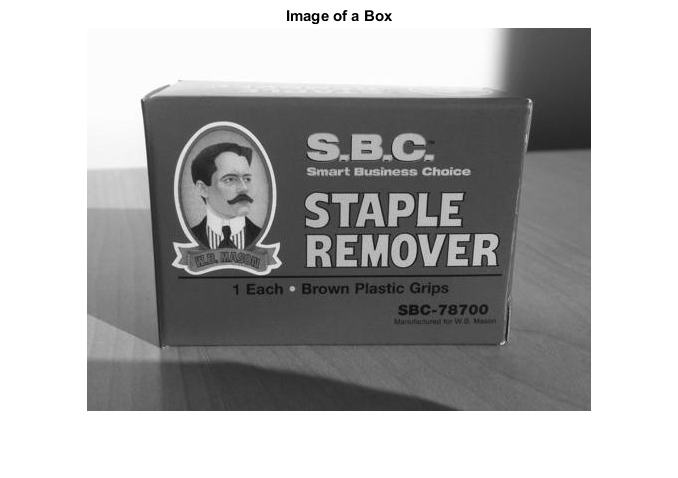 Image of a Box
S.B.C.
Smart Business Choice
STAPLE
REMOVER
W.B. MASON
1 Each • Brown Plastic Grips
SBC-78700
Manufactured for W.B. Mason